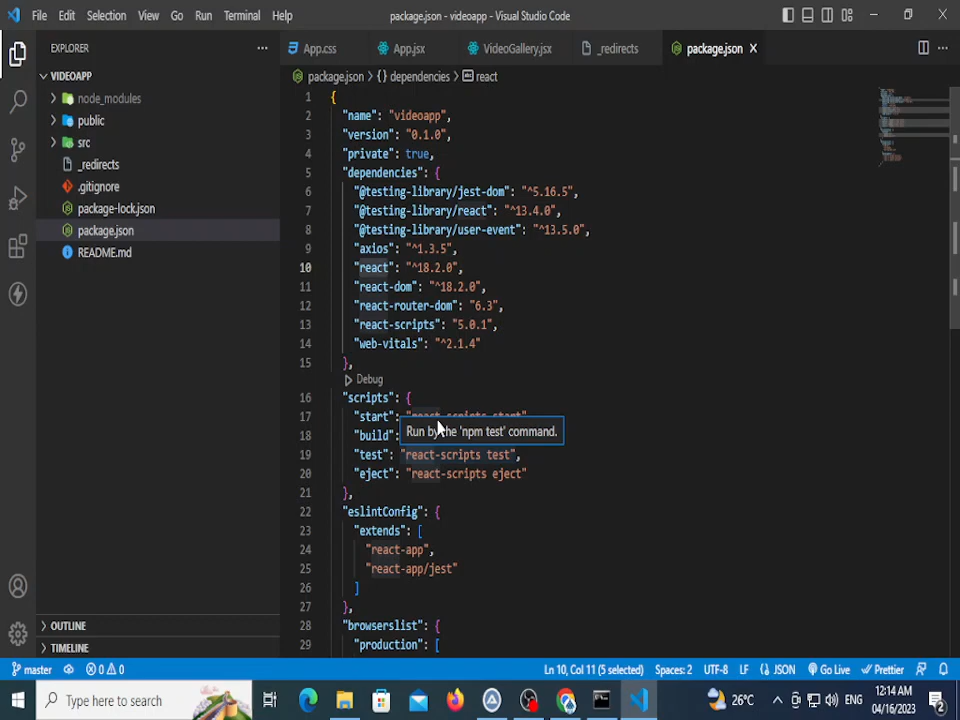 File Edit Selection View Go Run Terminal Help
package.json - videoapp - Visual Studio Code
EXPLORER
App.css
App.jsx
VideoGallery.jsx
_redirects
package.json
VIDEOAPP
node_modules
public
src
_redirects
.gitignore
package-lock.json
package.json
README.md
OUTLINE
TIMELINE
package.json > {} dependencies > react
1 {
2 "name": "videoapp",
3 "version": "0.1.0",
4 "private": true,
5 "dependencies": {
6 "@testing-library/jest-dom": "^5.16.5",
7 "@testing-library/react": "^13.4.0",
8 "@testing-library/user-event": "^13.5.0",
9 "axios": "^1.3.5",
10 "react": "^18.2.0",
11 "react-dom": "^18.2.0",
12 "react-router-dom": "6.3",
13 "react-scripts": "5.0.1",
14 "web-vitals": "^2.1.4"
15 },
Debug
16 "scripts": {
17 "start": "react-scripts start"
18 "build":
Run by the 'npm test' command.
19 "test": "react-scripts test",
20 "eject": "react-scripts eject"
21 },
22 "eslintConfig": {
23 "extends": [
24 "react-app",
25 "react-app/jest"
26 ]
27 },
28 "browserslist": {
29 "production": [
master
0 0
Ln 10, Col 11 (5 selected) Spaces: 2 UTF-8 LF {} JSON Go Live Prettier
Type here to search
26°C
ENG
12:14 AM
04/16/2023
2